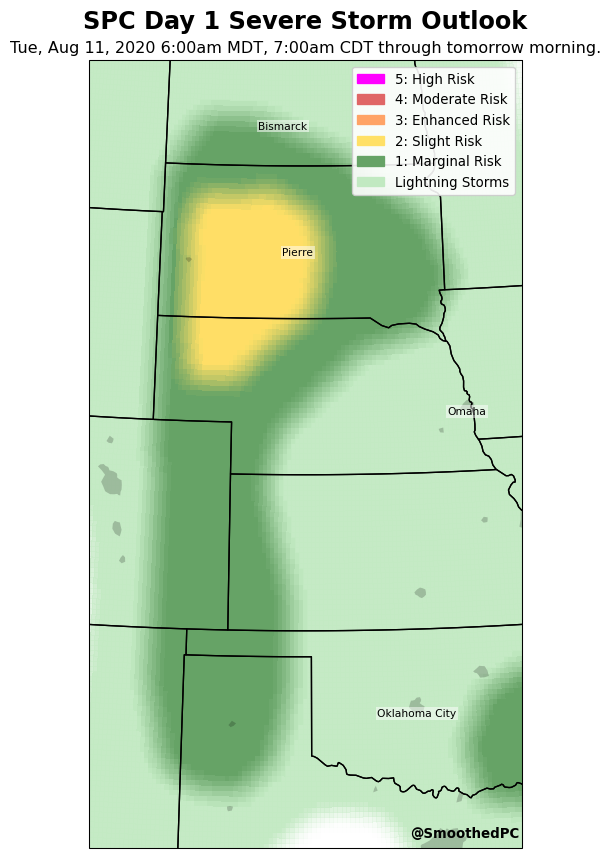 SPC Day 1 Severe Storm Outlook
Tue, Aug 11, 2020 6:00am MDT, 7:00am CDT through tomorrow morning.
5: High Risk
4: Moderate Risk
3: Enhanced Risk
2: Slight Risk
1: Marginal Risk
Lightning Storms
Bismarck
Pierre
Omaha
Oklahoma City
@SmoothedPC